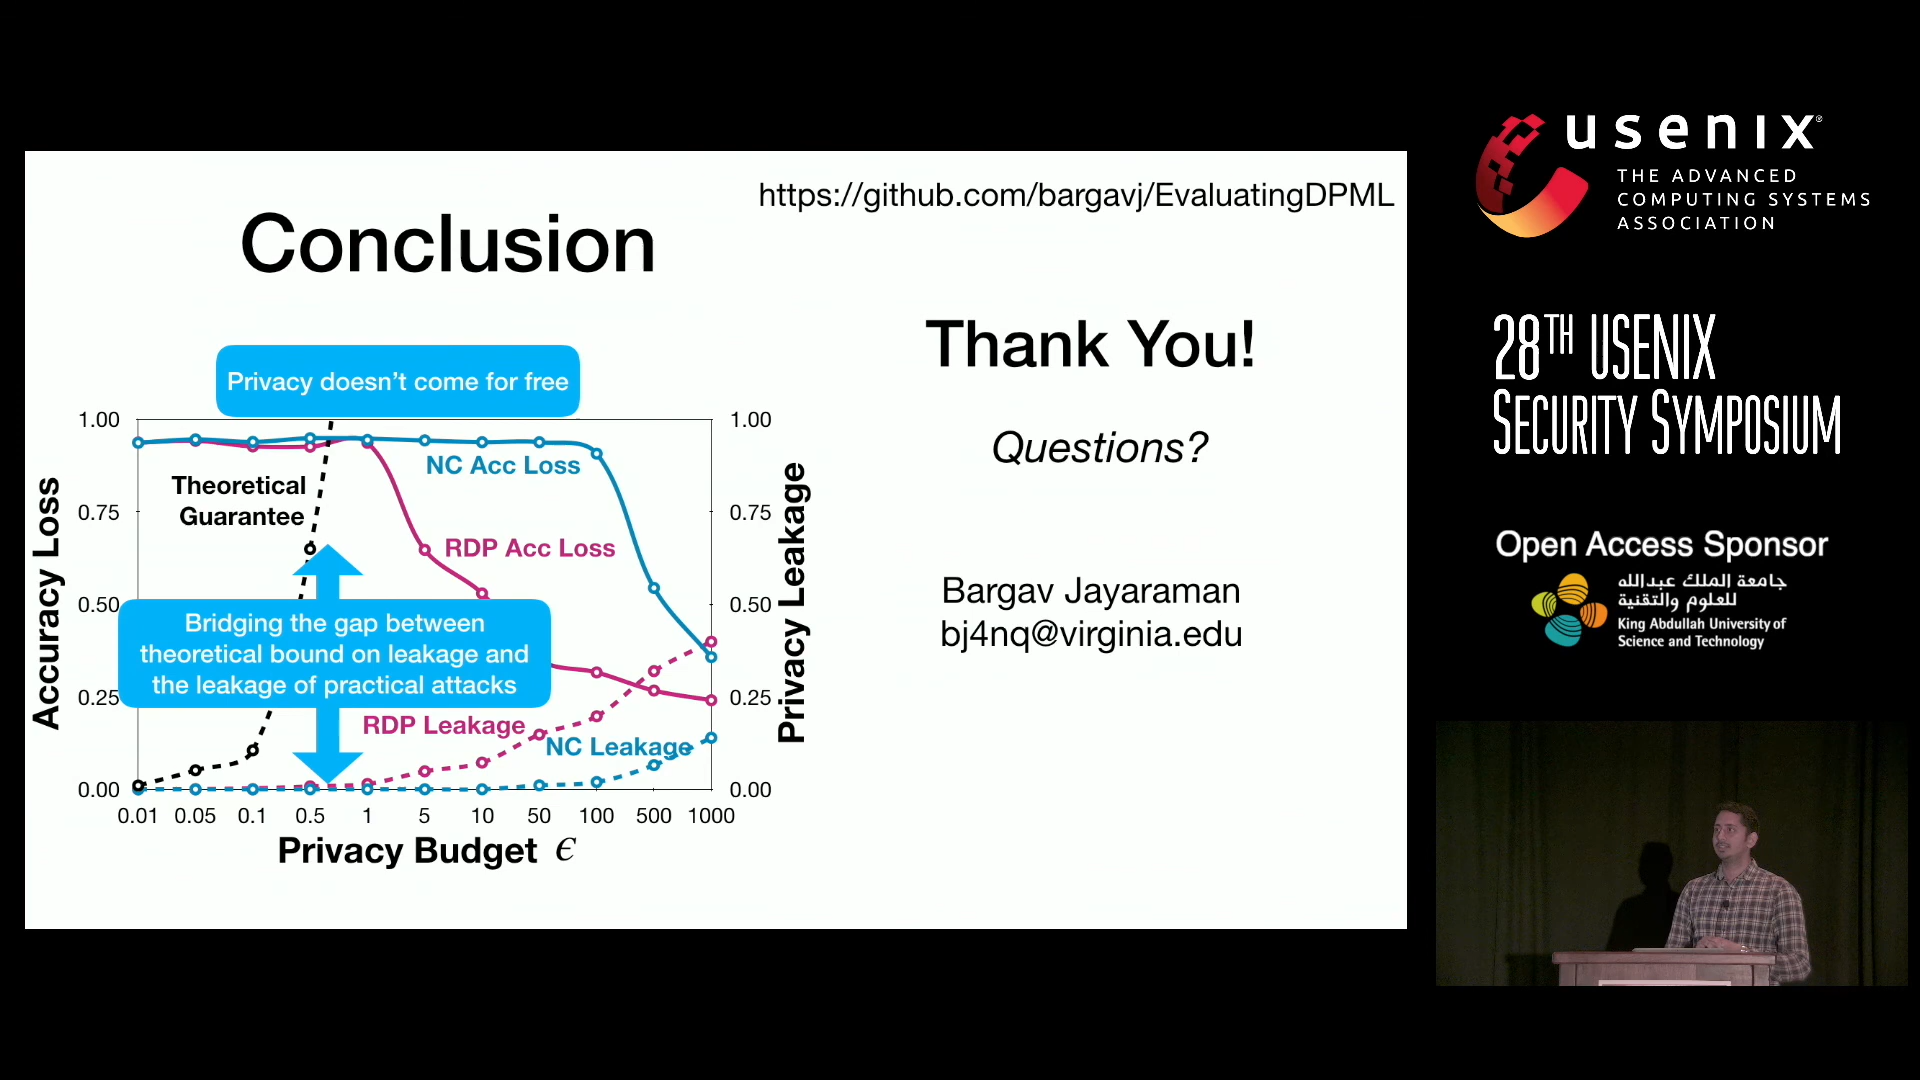 https://github.com/bargavj/EvaluatingDPML
Conclusion
Thank You!
Questions?
Bargav Jayaraman
bj4nq@virginia.edu
Privacy doesn't come for free
1.00
0.75
0.50
0.25
0.00
Accuracy Loss
Theoretical
Guarantee
NC Acc Loss
RDP Acc Loss
Bridging the gap between
theoretical bound on leakage and
the leakage of practical attacks
RDP Leakage
NC Leakage
1.00
0.75
0.50
0.25
0.00
Privacy Leakage
0.01 0.05 0.1 0.5 1 5 10 50 100 500 1000
Privacy Budget ϵ
usenix®
THE ADVANCED
COMPUTING SYSTEMS
ASSOCIATION
28TH USENIX
SECURITY SYMPOSIUM
Open Access Sponsor
جامعة الملك عبدالله
للعلوم والتقنية
King Abdullah University of
Science and Technology